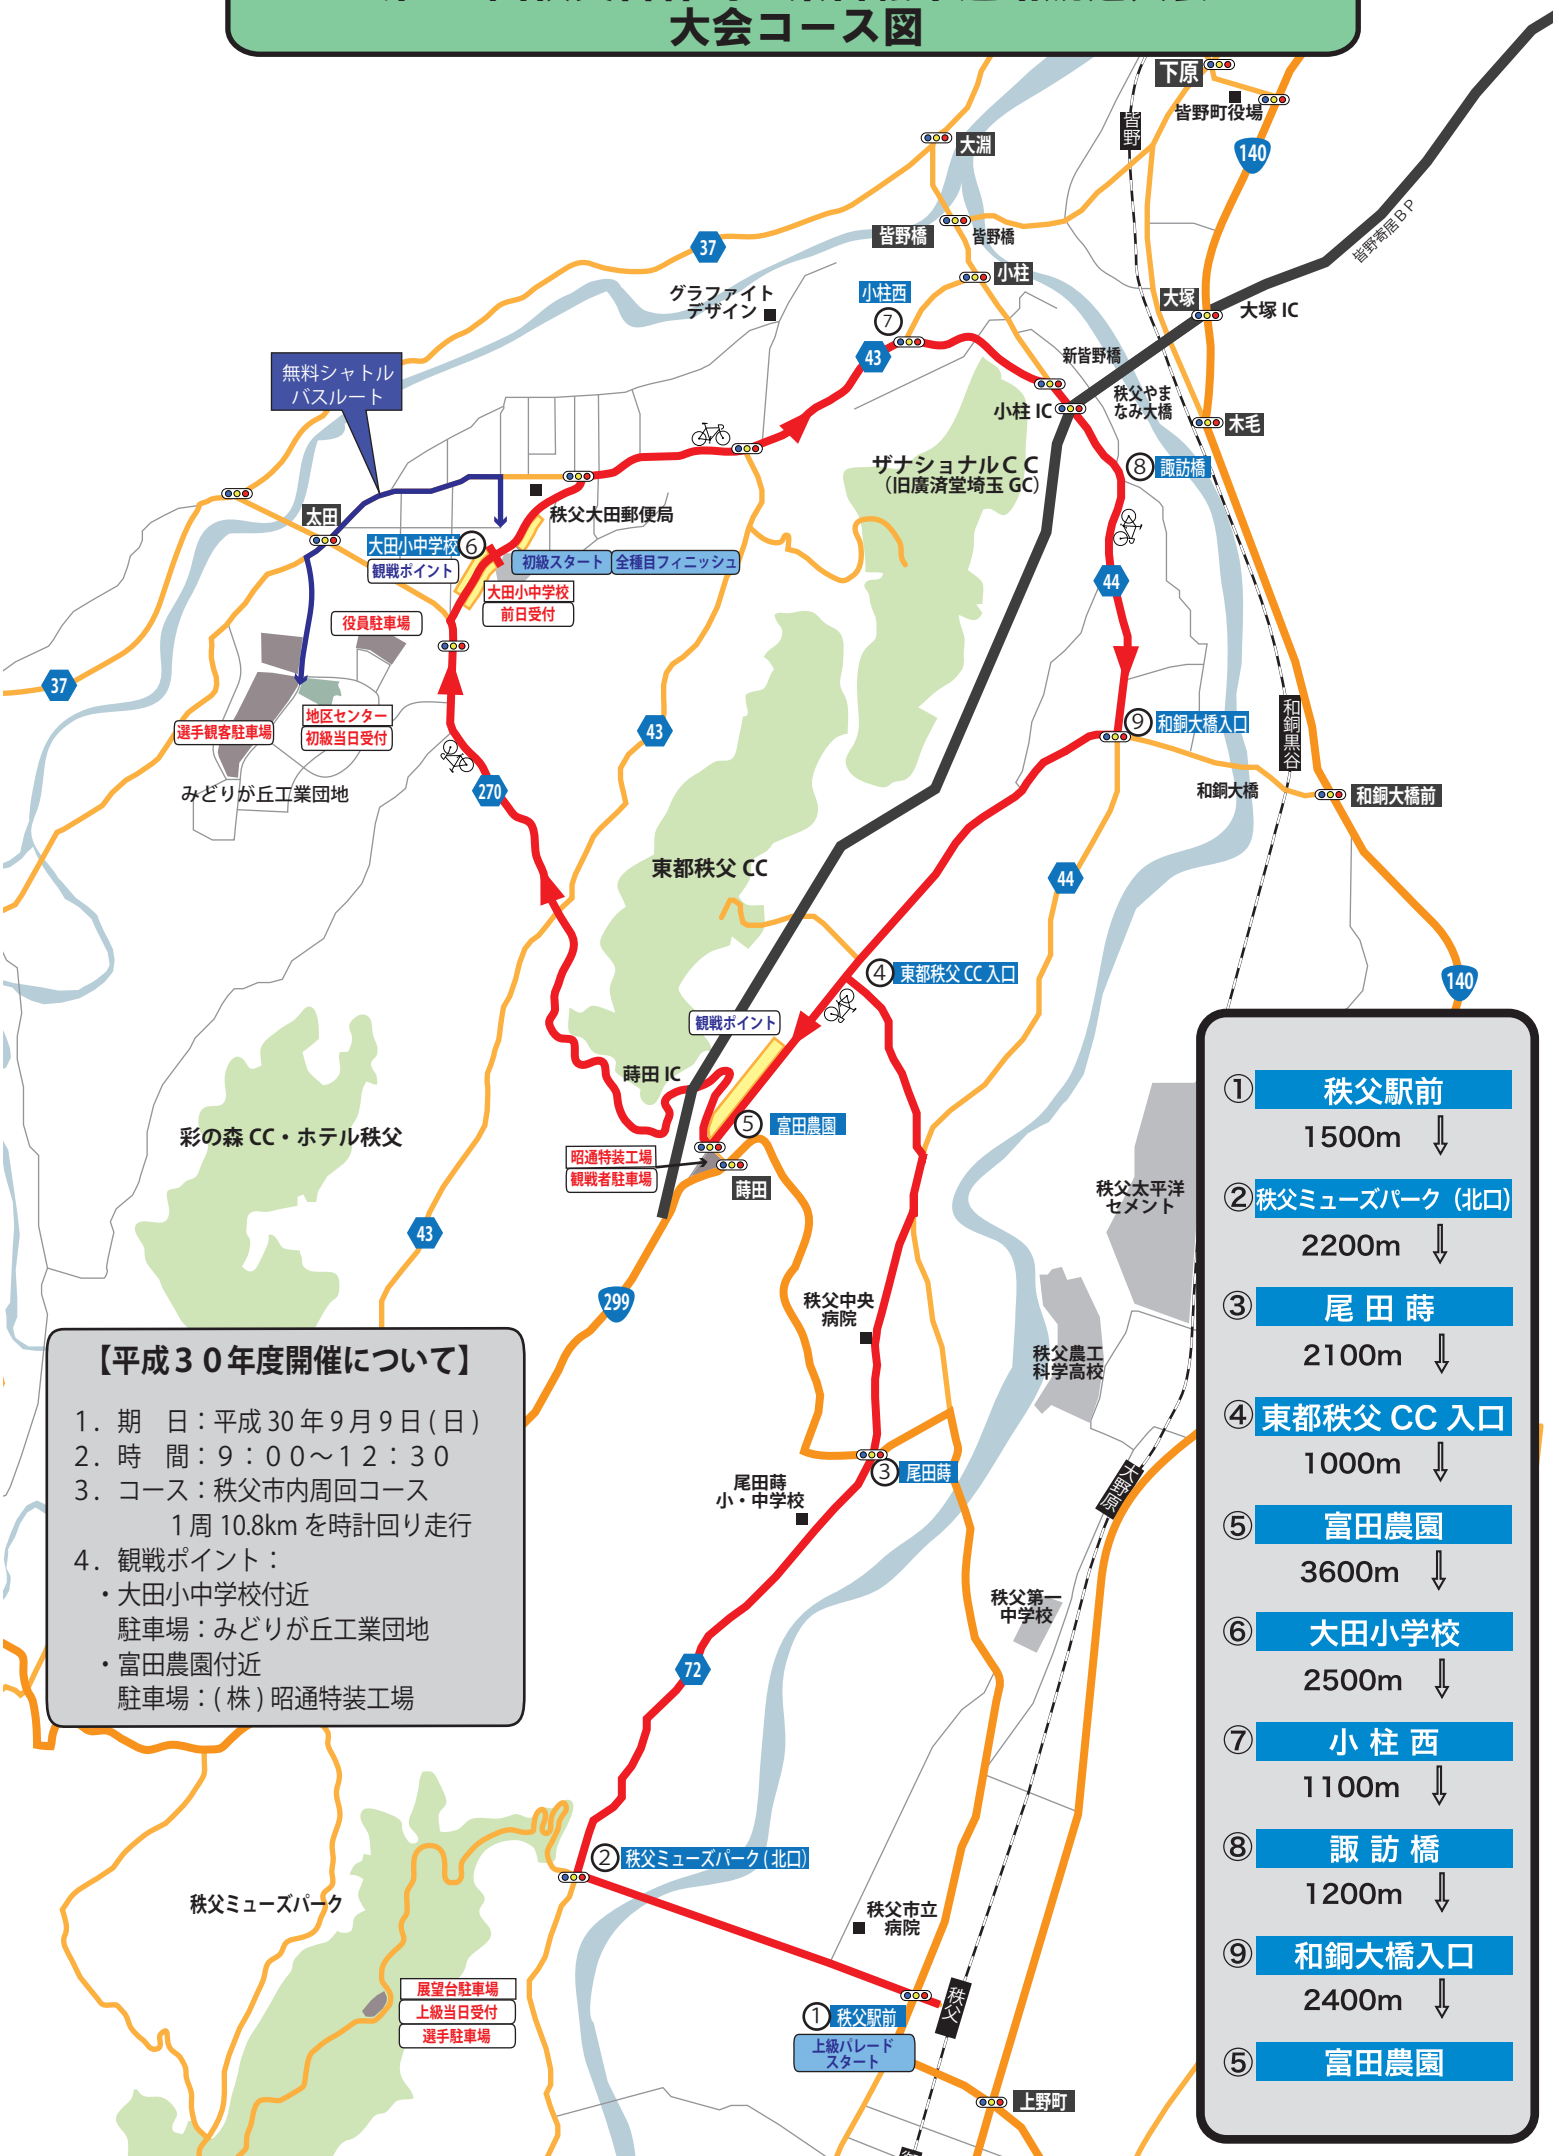 大会コース図
下原
皆野町役場
皆野
140
大淵
皆野橋
皆野橋
37
小柱
皆野寄居ＢＰ
グラファイト
デザイン
小柱西
⑦
大塚
大塚 IC
43
新皆野橋
無料シャトル
バスルート
小柱 IC
秩父やま
なみ大橋
木毛
ザナショナルＣＣ
（旧廣済堂埼玉 GC）
⑧
諏訪橋
太田
秩父大田郵便局
大田小中学校
⑥
観戦ポイント
初級スタート
全種目フィニッシュ
大田小中学校
前日受付
44
役員駐車場
37
地区センター
初級当日受付
選手観客駐車場
43
⑨
和銅大橋入口
和銅黒谷
みどりが丘工業団地
270
和銅大橋
和銅大橋前
東都秩父 CC
44
④
東都秩父 CC 入口
140
観戦ポイント
蒔田 IC
⑤
富田農園
彩の森 CC・ホテル秩父
昭通特装工場
観戦者駐車場
蒔田
秩父太平洋
セメント
43
299
秩父中央
病院
秩父農工
科学高校
【平成３０年度開催について】
1．期　日：平成 30 年 9 月 9 日 ( 日 )
2．時　間：９：００～１２：３０
3．コース：秩父市内周回コース
1 周 10.8km を時計回り走行
4．観戦ポイント：
・大田小中学校付近
駐車場：みどりが丘工業団地
・富田農園付近
駐車場：( 株 ) 昭通特装工場
尾田蒔
小・中学校
③
尾田蒔
大野原
秩父第一
中学校
72
②
秩父ミューズパーク ( 北口)
秩父ミューズパーク
秩父市立
病院
展望台駐車場
上級当日受付
選手駐車場
①
秩父駅前
秩父
上級パレード
スタート
上野町
①
秩父駅前
1500m
②
秩父ミューズパーク（北口）
2200m
③
尾 田 蒔
2100m
④
東都秩父 CC 入口
1000m
⑤
富田農園
3600m
⑥
大田小学校
2500m
⑦
小 柱 西
1100m
⑧
諏 訪 橋
1200m
⑨
和銅大橋入口
2400m
⑤
富田農園